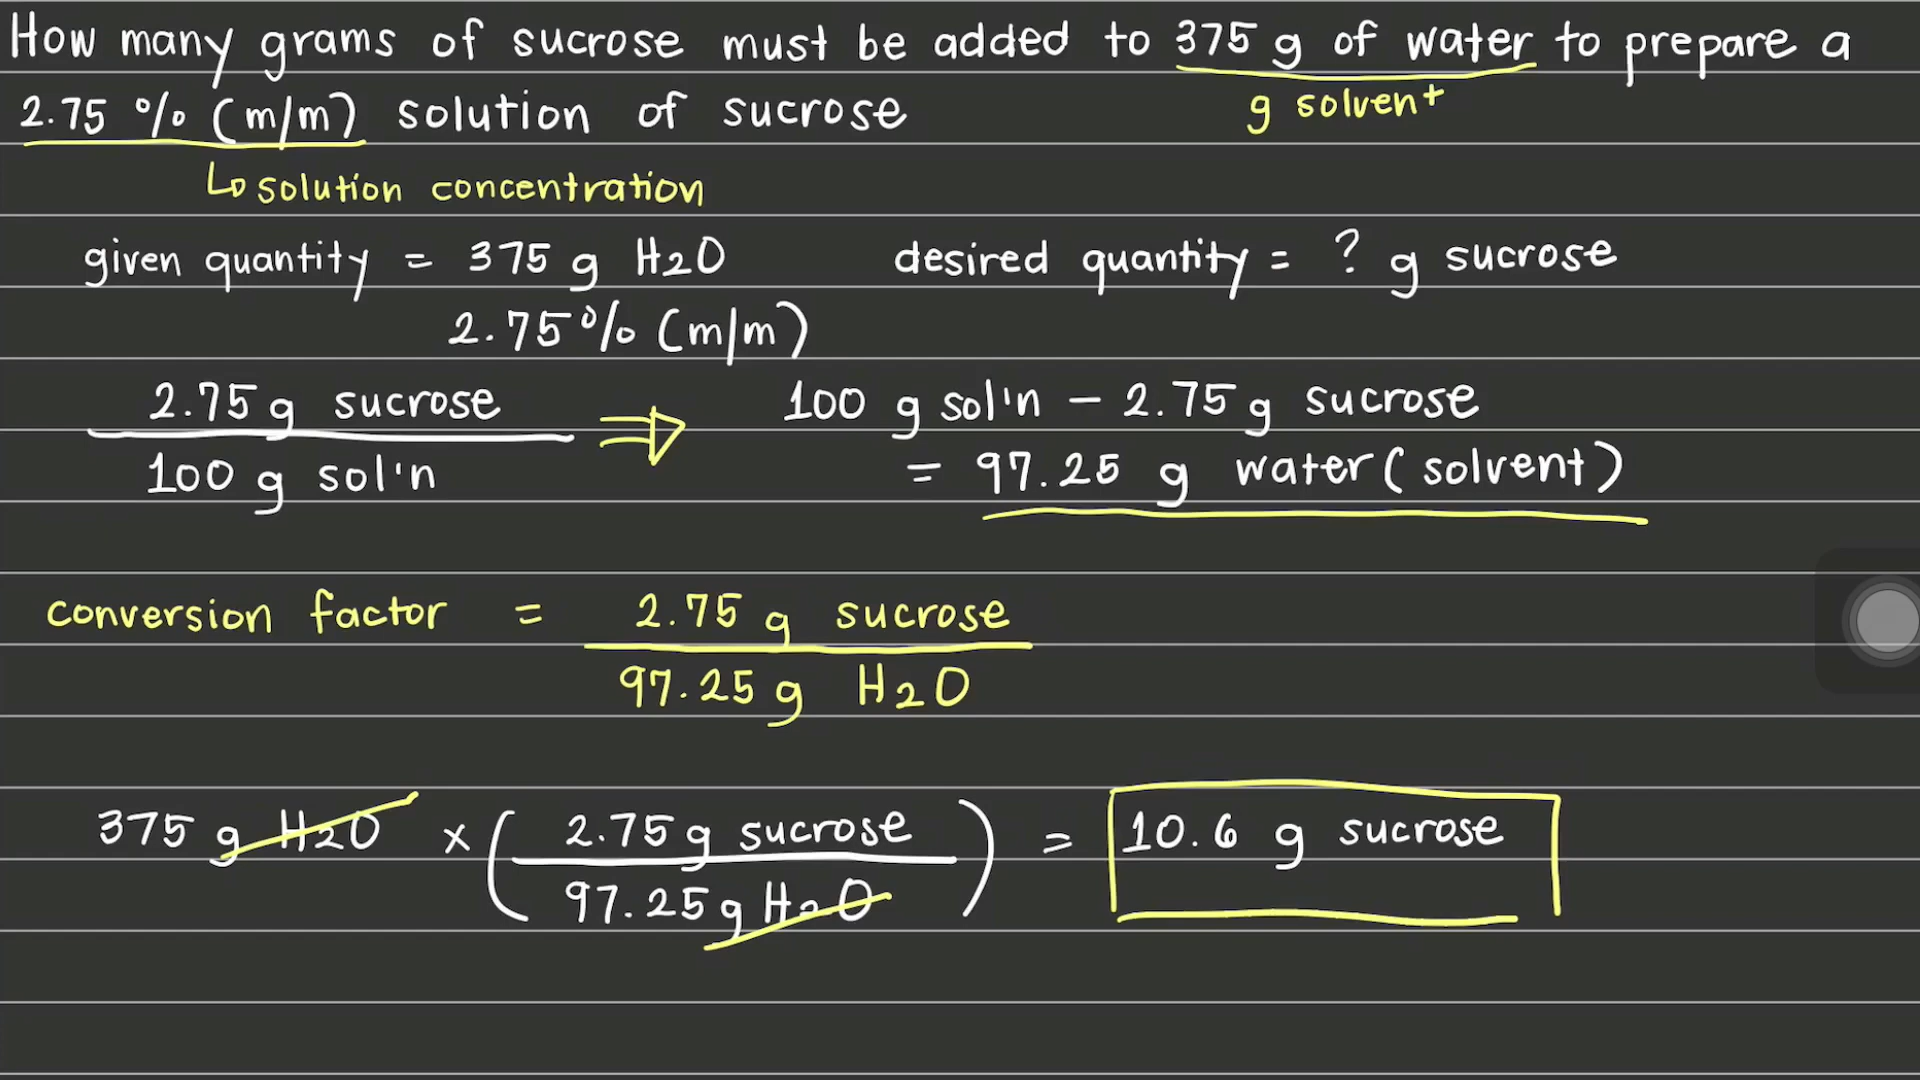 How many grams of sucrose must be added to 375 g of water to prepare a
g solvent
2.75 % (m/m) solution of sucrose
↳ solution concentration
given quantity = 375 g H2O desired quantity = ? g sucrose
2.75% (m/m)
2.75 g sucrose
100 g sol'n
⇒ 100 g sol'n - 2.75 g sucrose
= 97.25 g water (solvent)
conversion factor = 2.75 g sucrose
97.25 g H2O
375 g H2O x ( 2.75 g sucrose
97.25 g H2O ) = 10.6 g sucrose